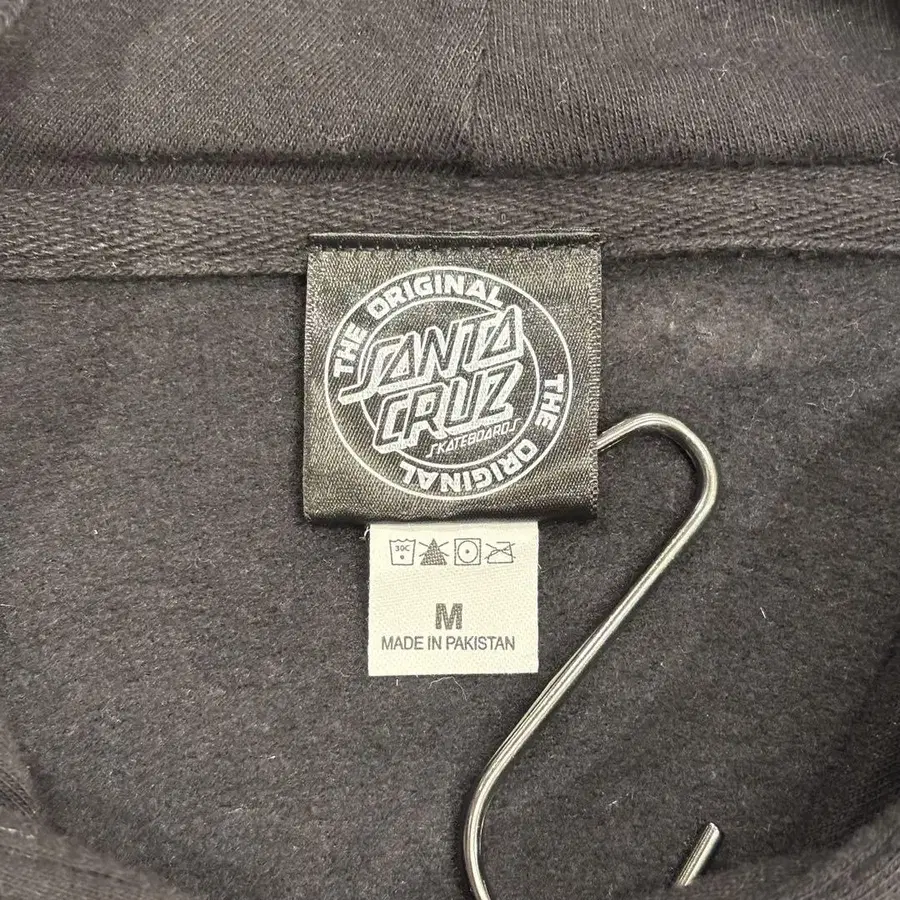 THE ORIGINAL
SANTA
CRUZ
SKATEBOARDS
THE ORIGINAL
30C
M
MADE IN PAKISTAN